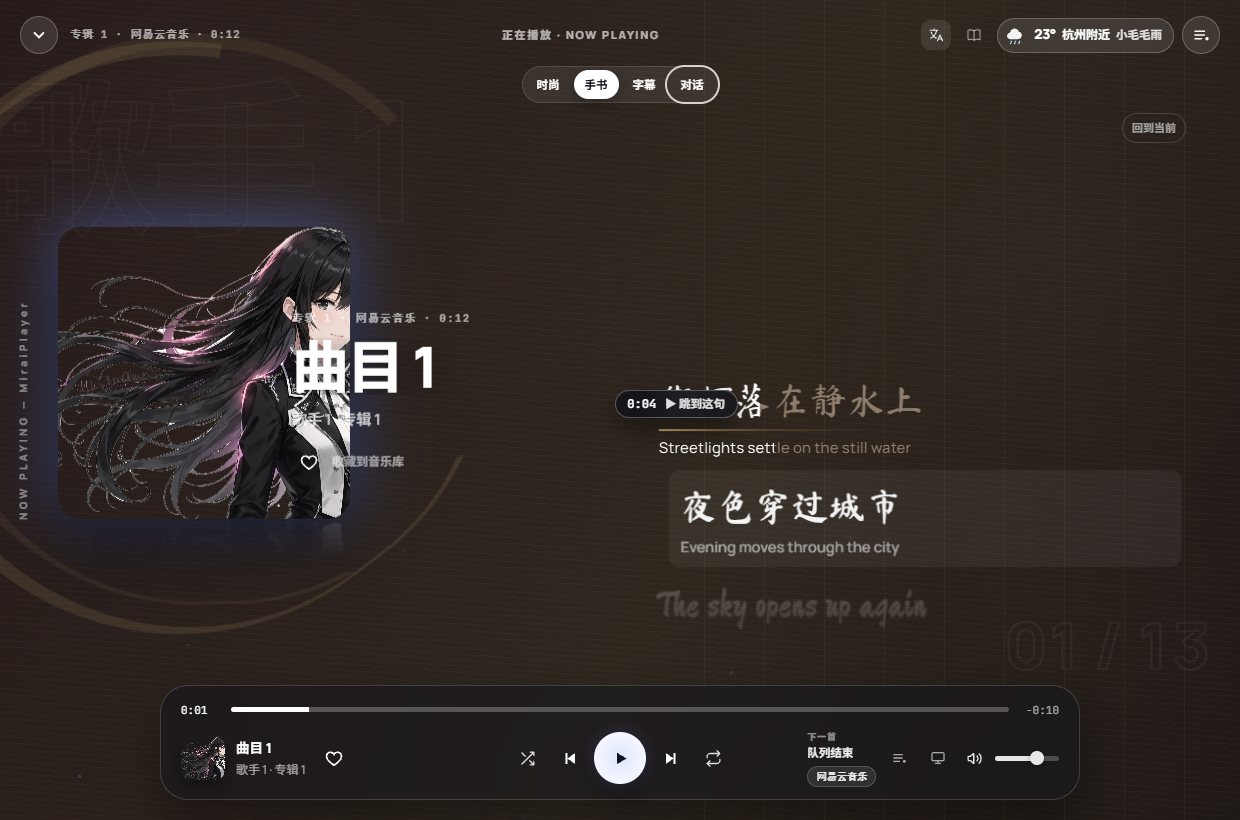 专辑 1 · 网易云音乐 · 0:12
正在播放 · NOW PLAYING
23° 杭州附近 小毛毛雨
时尚 手书 字幕 对话
回到当前
歌手 1
NOW PLAYING — MiraiPlayer
专辑 1 · 网易云音乐 · 0:12
曲目 1
歌手 1 · 专辑 1
收藏到音乐库
0:04 ▶ 跳到这句
落在静水上
Streetlights settle on the still water
夜色穿过城市
Evening moves through the city
The sky opens up again
01 / 13
0:01
-0:10
曲目 1
歌手 1 · 专辑 1
下一首
队列结束
网易云音乐